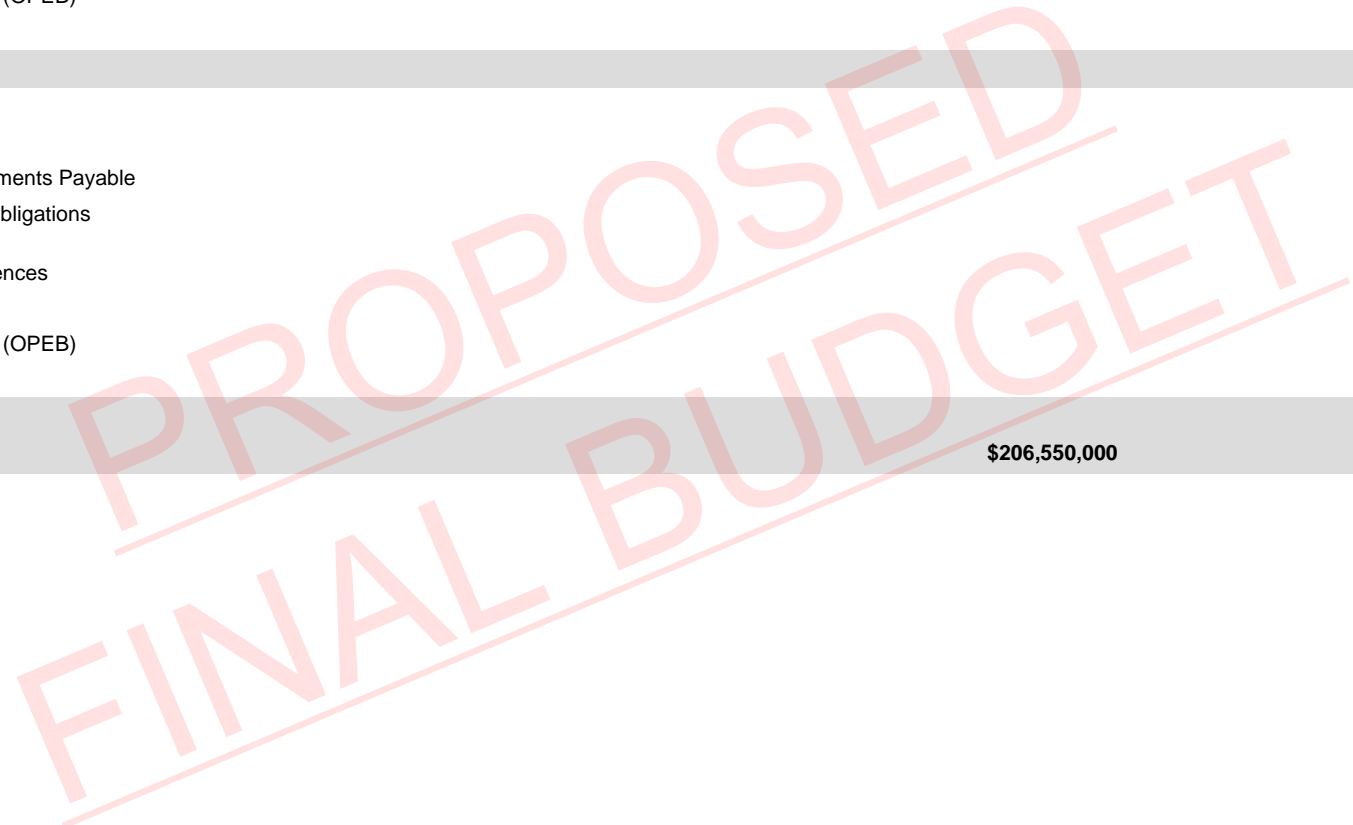 (OPEB)
ments Payable
bligations
ences
(OPEB)
$206,550,000
PROPOSED
FINAL BUDGET